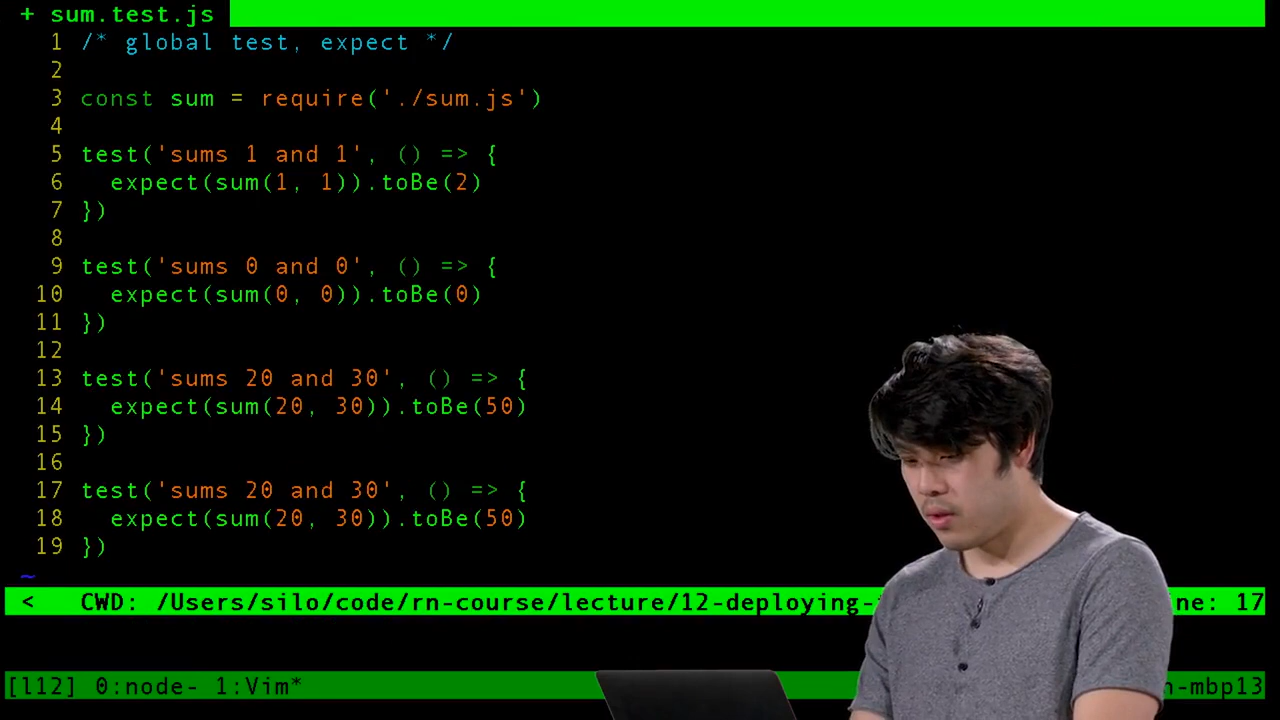 + sum.test.js
1 /* global test, expect */
2
3 const sum = require('./sum.js')
4
5 test('sums 1 and 1', () => {
6   expect(sum(1, 1)).toBe(2)
7 })
8
9 test('sums 0 and 0', () => {
10   expect(sum(0, 0)).toBe(0)
11 })
12
13 test('sums 20 and 30', () => {
14   expect(sum(20, 30)).toBe(50)
15 })
16
17 test('sums 20 and 30', () => {
18   expect(sum(20, 30)).toBe(50)
19 })
~
< CWD: /Users/silo/code/rn-course/lecture/12-deploying- ne: 17
[l12] 0:node- 1:Vim* -mbp13